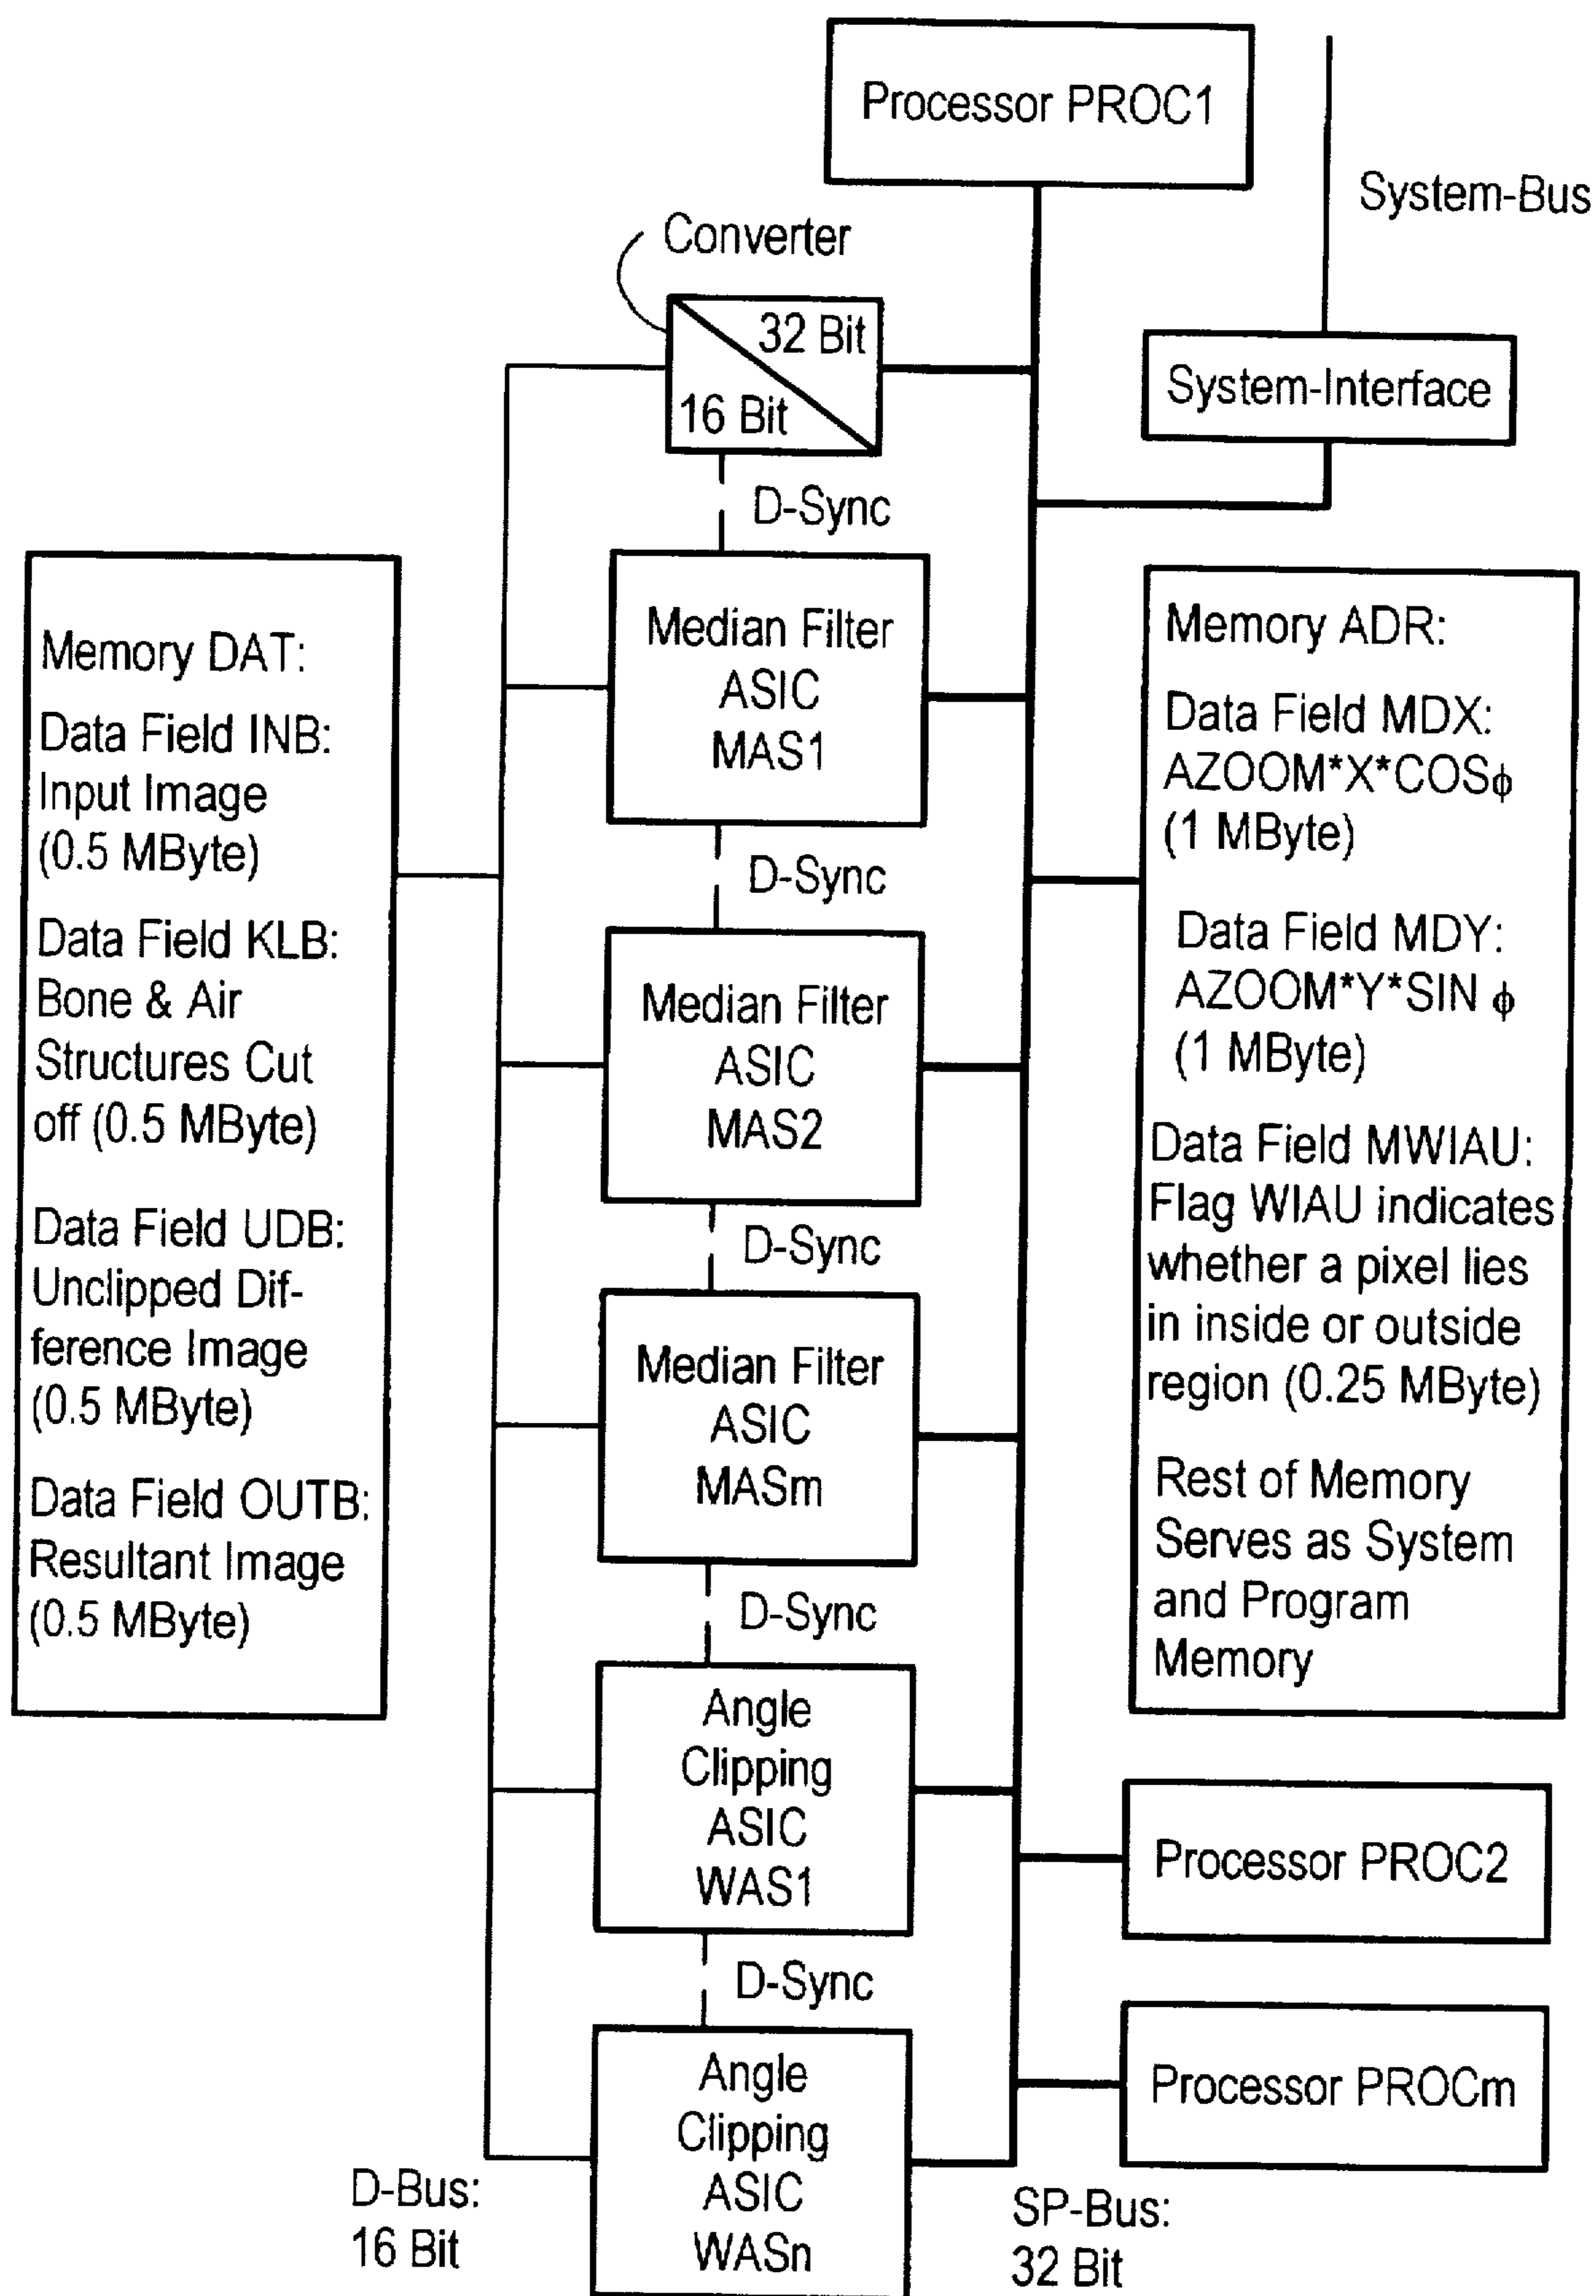 Processor PROC1
System-Bus
Converter
32 Bit
16 Bit
System-Interface
D-Sync
Memory DAT:
Data Field INB:
Input Image
(0.5 MByte)
Data Field KLB:
Bone & Air
Structures Cut
off (0.5 MByte)
Data Field UDB:
Unclipped Dif-
ference Image
(0.5 MByte)
Data Field OUTB:
Resultant Image
(0.5 MByte)
Median Filter
ASIC
MAS1
D-Sync
Median Filter
ASIC
MAS2
D-Sync
Median Filter
ASIC
MASm
D-Sync
Angle
Clipping
ASIC
WAS1
D-Sync
Angle
Clipping
ASIC
WASn
Memory ADR:
Data Field MDX:
AZOOM*X*COSϕ
(1 MByte)
Data Field MDY:
AZOOM*Y*SIN ϕ
(1 MByte)
Data Field MWIAU:
Flag WIAU indicates
whether a pixel lies
in inside or outside
region (0.25 MByte)
Rest of Memory
Serves as System
and Program
Memory
Processor PROC2
Processor PROCm
D-Bus:
16 Bit
SP-Bus:
32 Bit